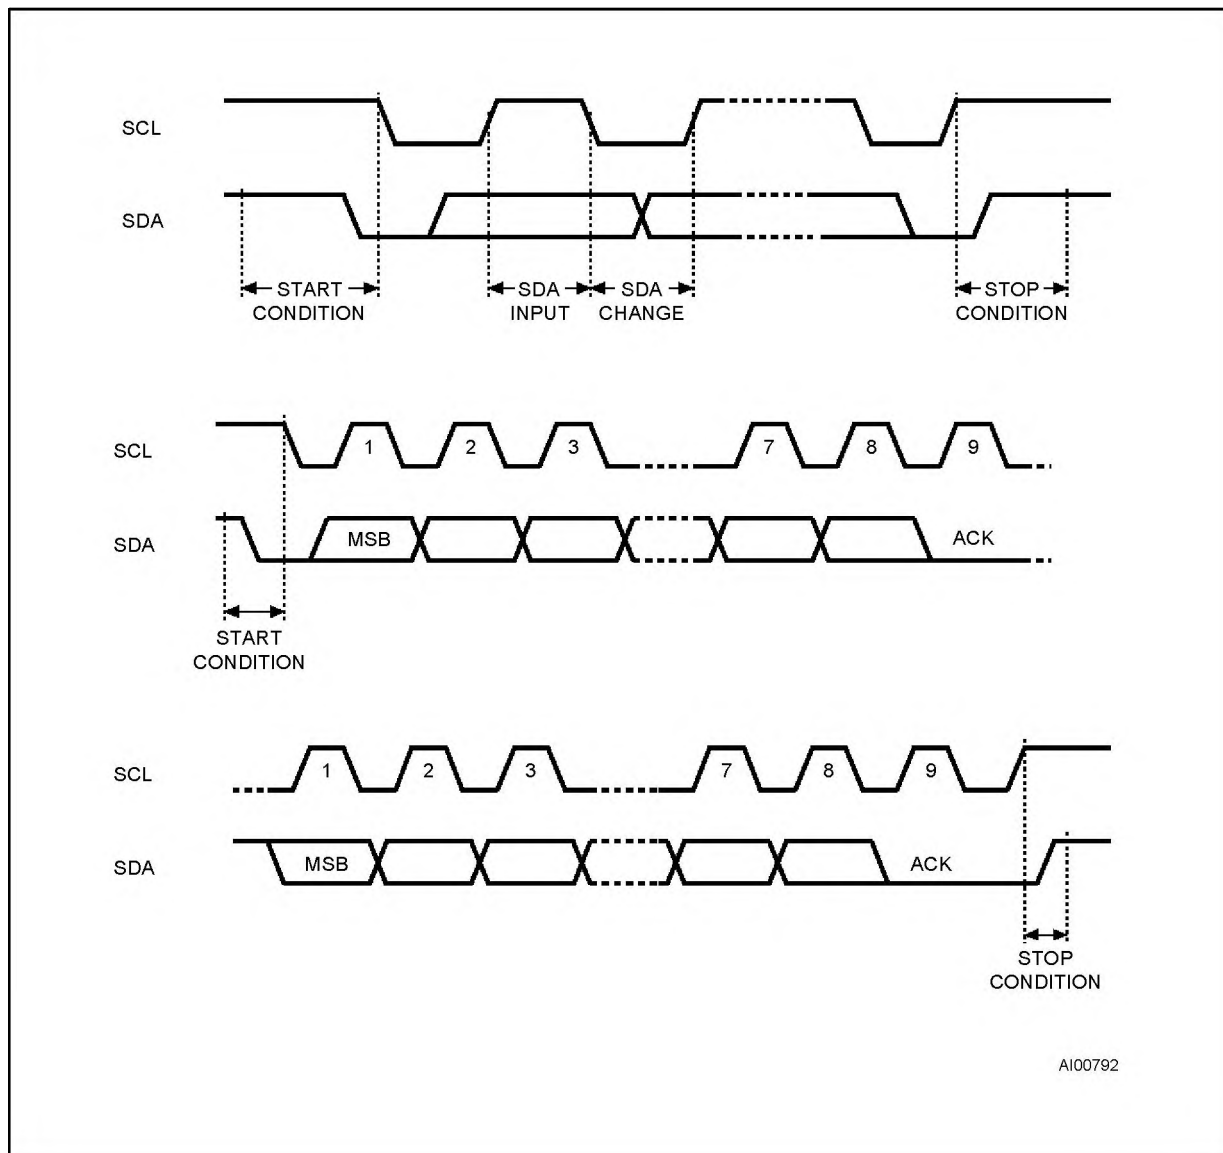 SCL
SDA
START
CONDITION
SDA
INPUT
SDA
CHANGE
STOP
CONDITION
SCL
1 2 3 7 8 9
SDA
MSB ACK
START
CONDITION
SCL
1 2 3 7 8 9
SDA
MSB ACK
STOP
CONDITION
AI00792